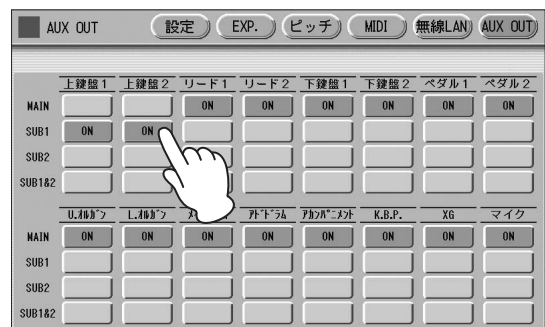 AUX OUT 設定 EXP. ピッチ MIDI 無線LAN AUX OUT
上鍵盤1 上鍵盤2 リード1 リード2 下鍵盤1 下鍵盤2 ペダル1 ペダル2
MAIN ON ON ON ON ON ON
SUB1 ON ON
SUB2
SUB1&2
U.ｵﾙｶﾞﾝ L.ｵﾙｶﾞﾝ ｱﾄﾞﾄﾞﾗﾑ ｱｶﾝﾊﾟﾆﾒﾝﾄ K.B.P. XG マイク
MAIN ON ON ON ON ON ON ON ON
SUB1
SUB2
SUB1&2